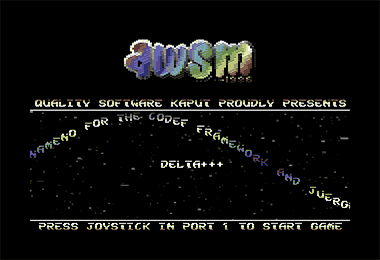 awsm
QUALITY SOFTWARE KAPUT PROUDLY PRESENTS
NAMENO FOR THE CODEF FRAMEWORK AND JUERG
DELTA+++
PRESS JOYSTICK IN PORT 1 TO START GAME